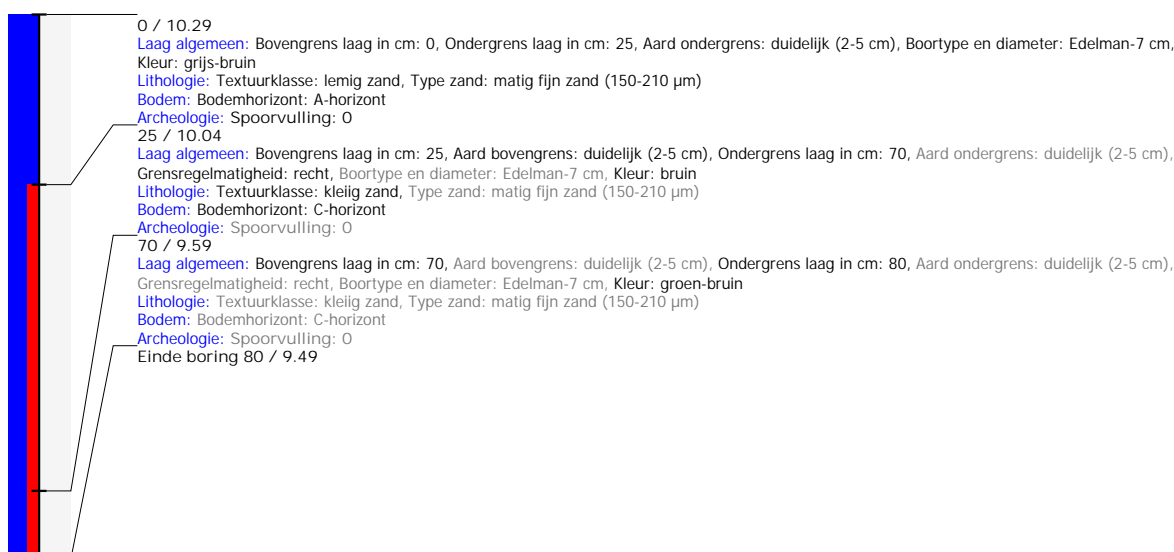 0 / 10.29
Laag algemeen: Bovengrens laag in cm: 0, Ondergrens laag in cm: 25, Aard ondergrens: duidelijk (2-5 cm), Boortype en diameter: Edelman-7 cm,
Kleur: grijs-bruin
Lithologie: Textuurklasse: lemig zand, Type zand: matig fijn zand (150-210 µm)
Bodem: Bodemhorizont: A-horizont
Archeologie: Spoorvulling: 0
25 / 10.04
Laag algemeen: Bovengrens laag in cm: 25, Aard bovengrens: duidelijk (2-5 cm), Ondergrens laag in cm: 70, Aard ondergrens: duidelijk (2-5 cm),
Grensregelmatigheid: recht, Boortype en diameter: Edelman-7 cm, Kleur: bruin
Lithologie: Textuurklasse: kleiig zand, Type zand: matig fijn zand (150-210 µm)
Bodem: Bodemhorizont: C-horizont
Archeologie: Spoorvulling: 0
70 / 9.59
Laag algemeen: Bovengrens laag in cm: 70, Aard bovengrens: duidelijk (2-5 cm), Ondergrens laag in cm: 80, Aard ondergrens: duidelijk (2-5 cm),
Grensregelmatigheid: recht, Boortype en diameter: Edelman-7 cm, Kleur: groen-bruin
Lithologie: Textuurklasse: kleiig zand, Type zand: matig fijn zand (150-210 µm)
Bodem: Bodemhorizont: C-horizont
Archeologie: Spoorvulling: 0
Einde boring 80 / 9.49